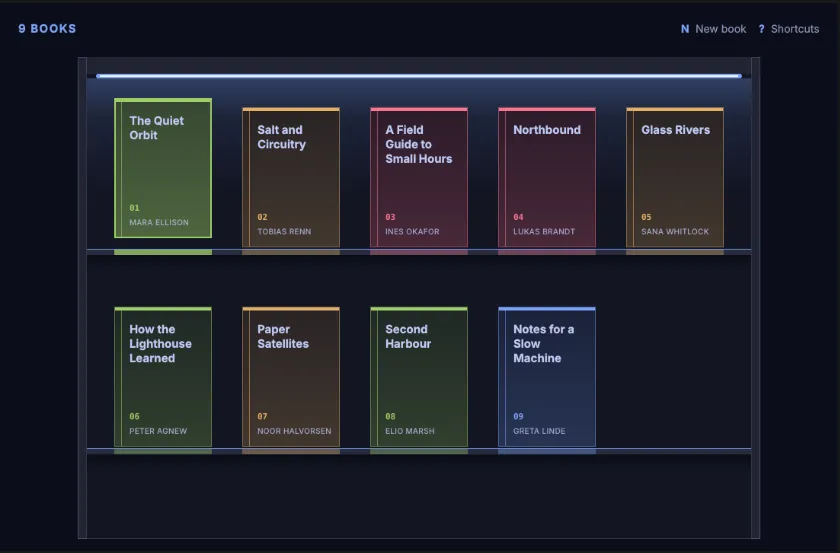 9 BOOKS
N New book ? Shortcuts
The Quiet
Orbit
01
MARA ELLISON
Salt and
Circuitry
02
TOBIAS RENN
A Field
Guide to
Small Hours
03
INES OKAFOR
Northbound
04
LUKAS BRANDT
Glass Rivers
05
SANA WHITLOCK
How the
Lighthouse
Learned
06
PETER AGNEW
Paper
Satellites
07
NOOR HALVORSEN
Second
Harbour
08
ELIO MARSH
Notes for a
Slow
Machine
09
GRETA LINDE